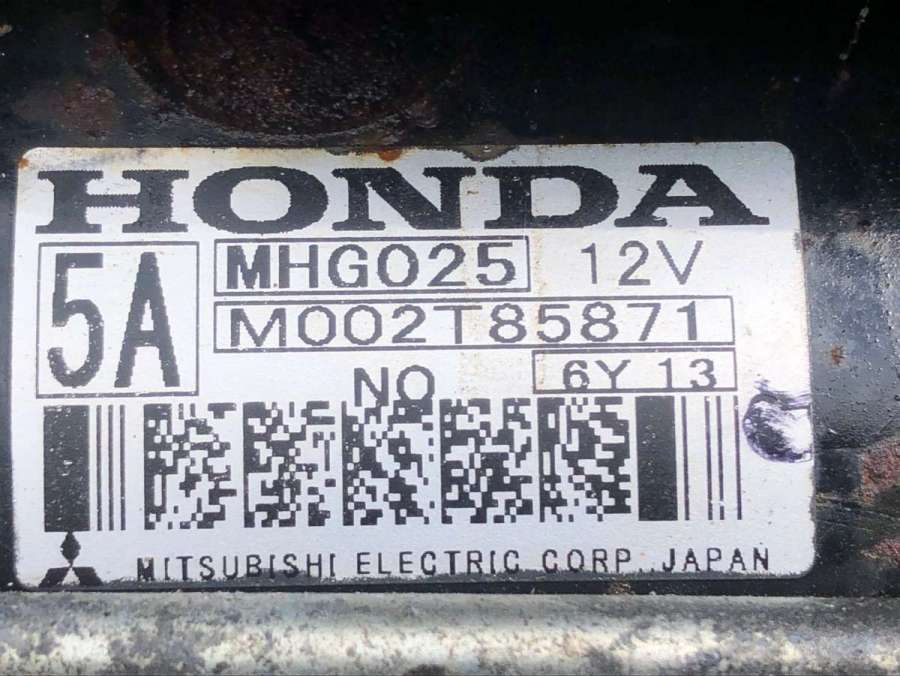 HONDA
5A
MHG025 12V
M002T85871
NO 6Y 13
MITSUBISHI ELECTRIC CORP. JAPAN